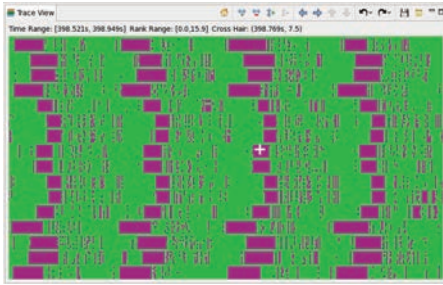 Trace View
Time Range: [398.521s, 398.949s] Rank Range: [0.0,15.9] Cross Hair: (398.769s, 7.5)